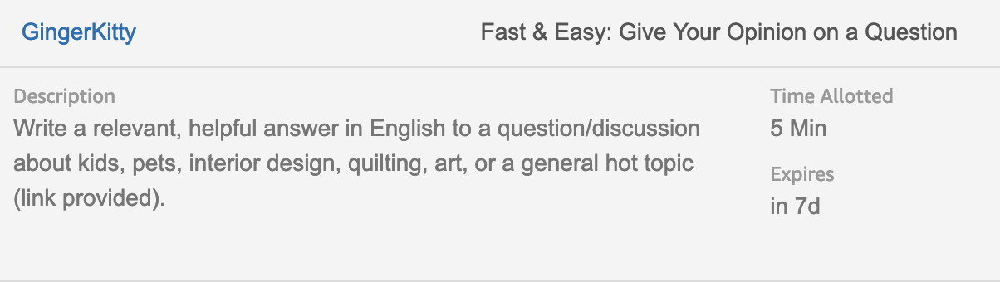 GingerKitty
Fast & Easy: Give Your Opinion on a Question
Description
Write a relevant, helpful answer in English to a question/discussion
about kids, pets, interior design, quilting, art, or a general hot topic
(link provided).
Time Allotted
5 Min
Expires
in 7d